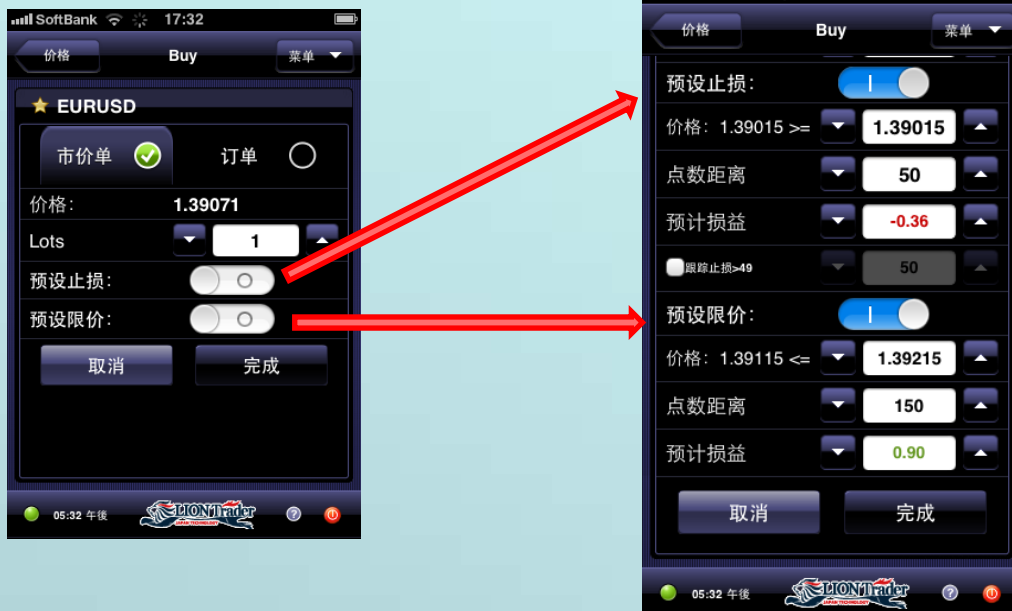 SoftBank 17:32
价格 Buy 菜单
EURUSD
市价单 订单
价格: 1.39071
Lots 1
预设止损:
预设限价:
取消 完成
05:32 午後 LION Trader
JAPAN TECHNOLOGY
价格 Buy 菜单
预设止损:
价格: 1.39015 >= 1.39015
点数距离 50
预计损益 -0.36
跟踪止损>49 50
预设限价:
价格: 1.39115 <= 1.39215
点数距离 150
预计损益 0.90
取消 完成
05:32 午後 LION Trader
JAPAN TECHNOLOGY